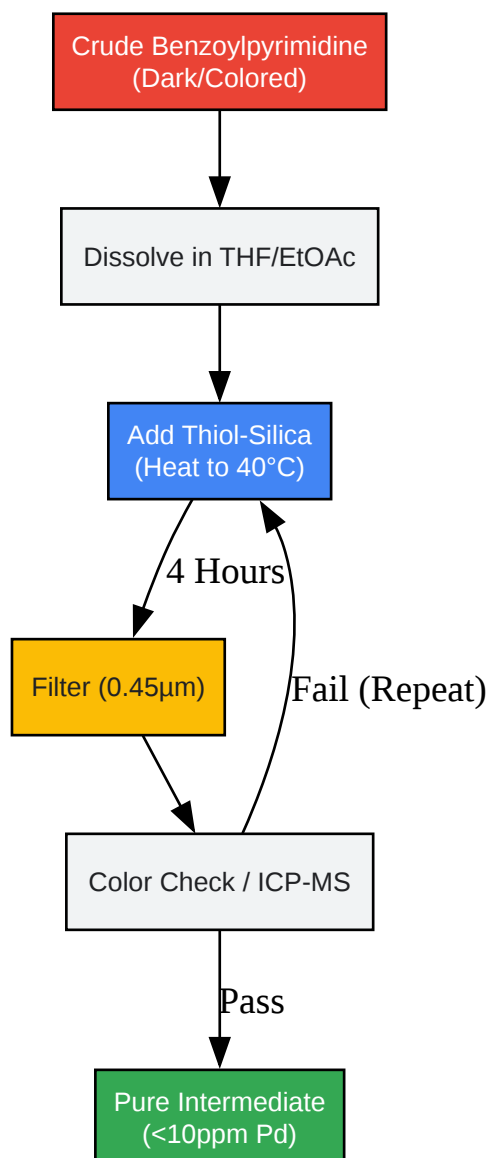 Crude Benzoylpyrimidine
(Dark/Colored)
Dissolve in THF/EtOAc
Add Thiol-Silica
(Heat to 40°C)
4 Hours
Filter (0.45µm)
Fail (Repeat)
Color Check / ICP-MS
Pass
Pure Intermediate
(<10ppm Pd)